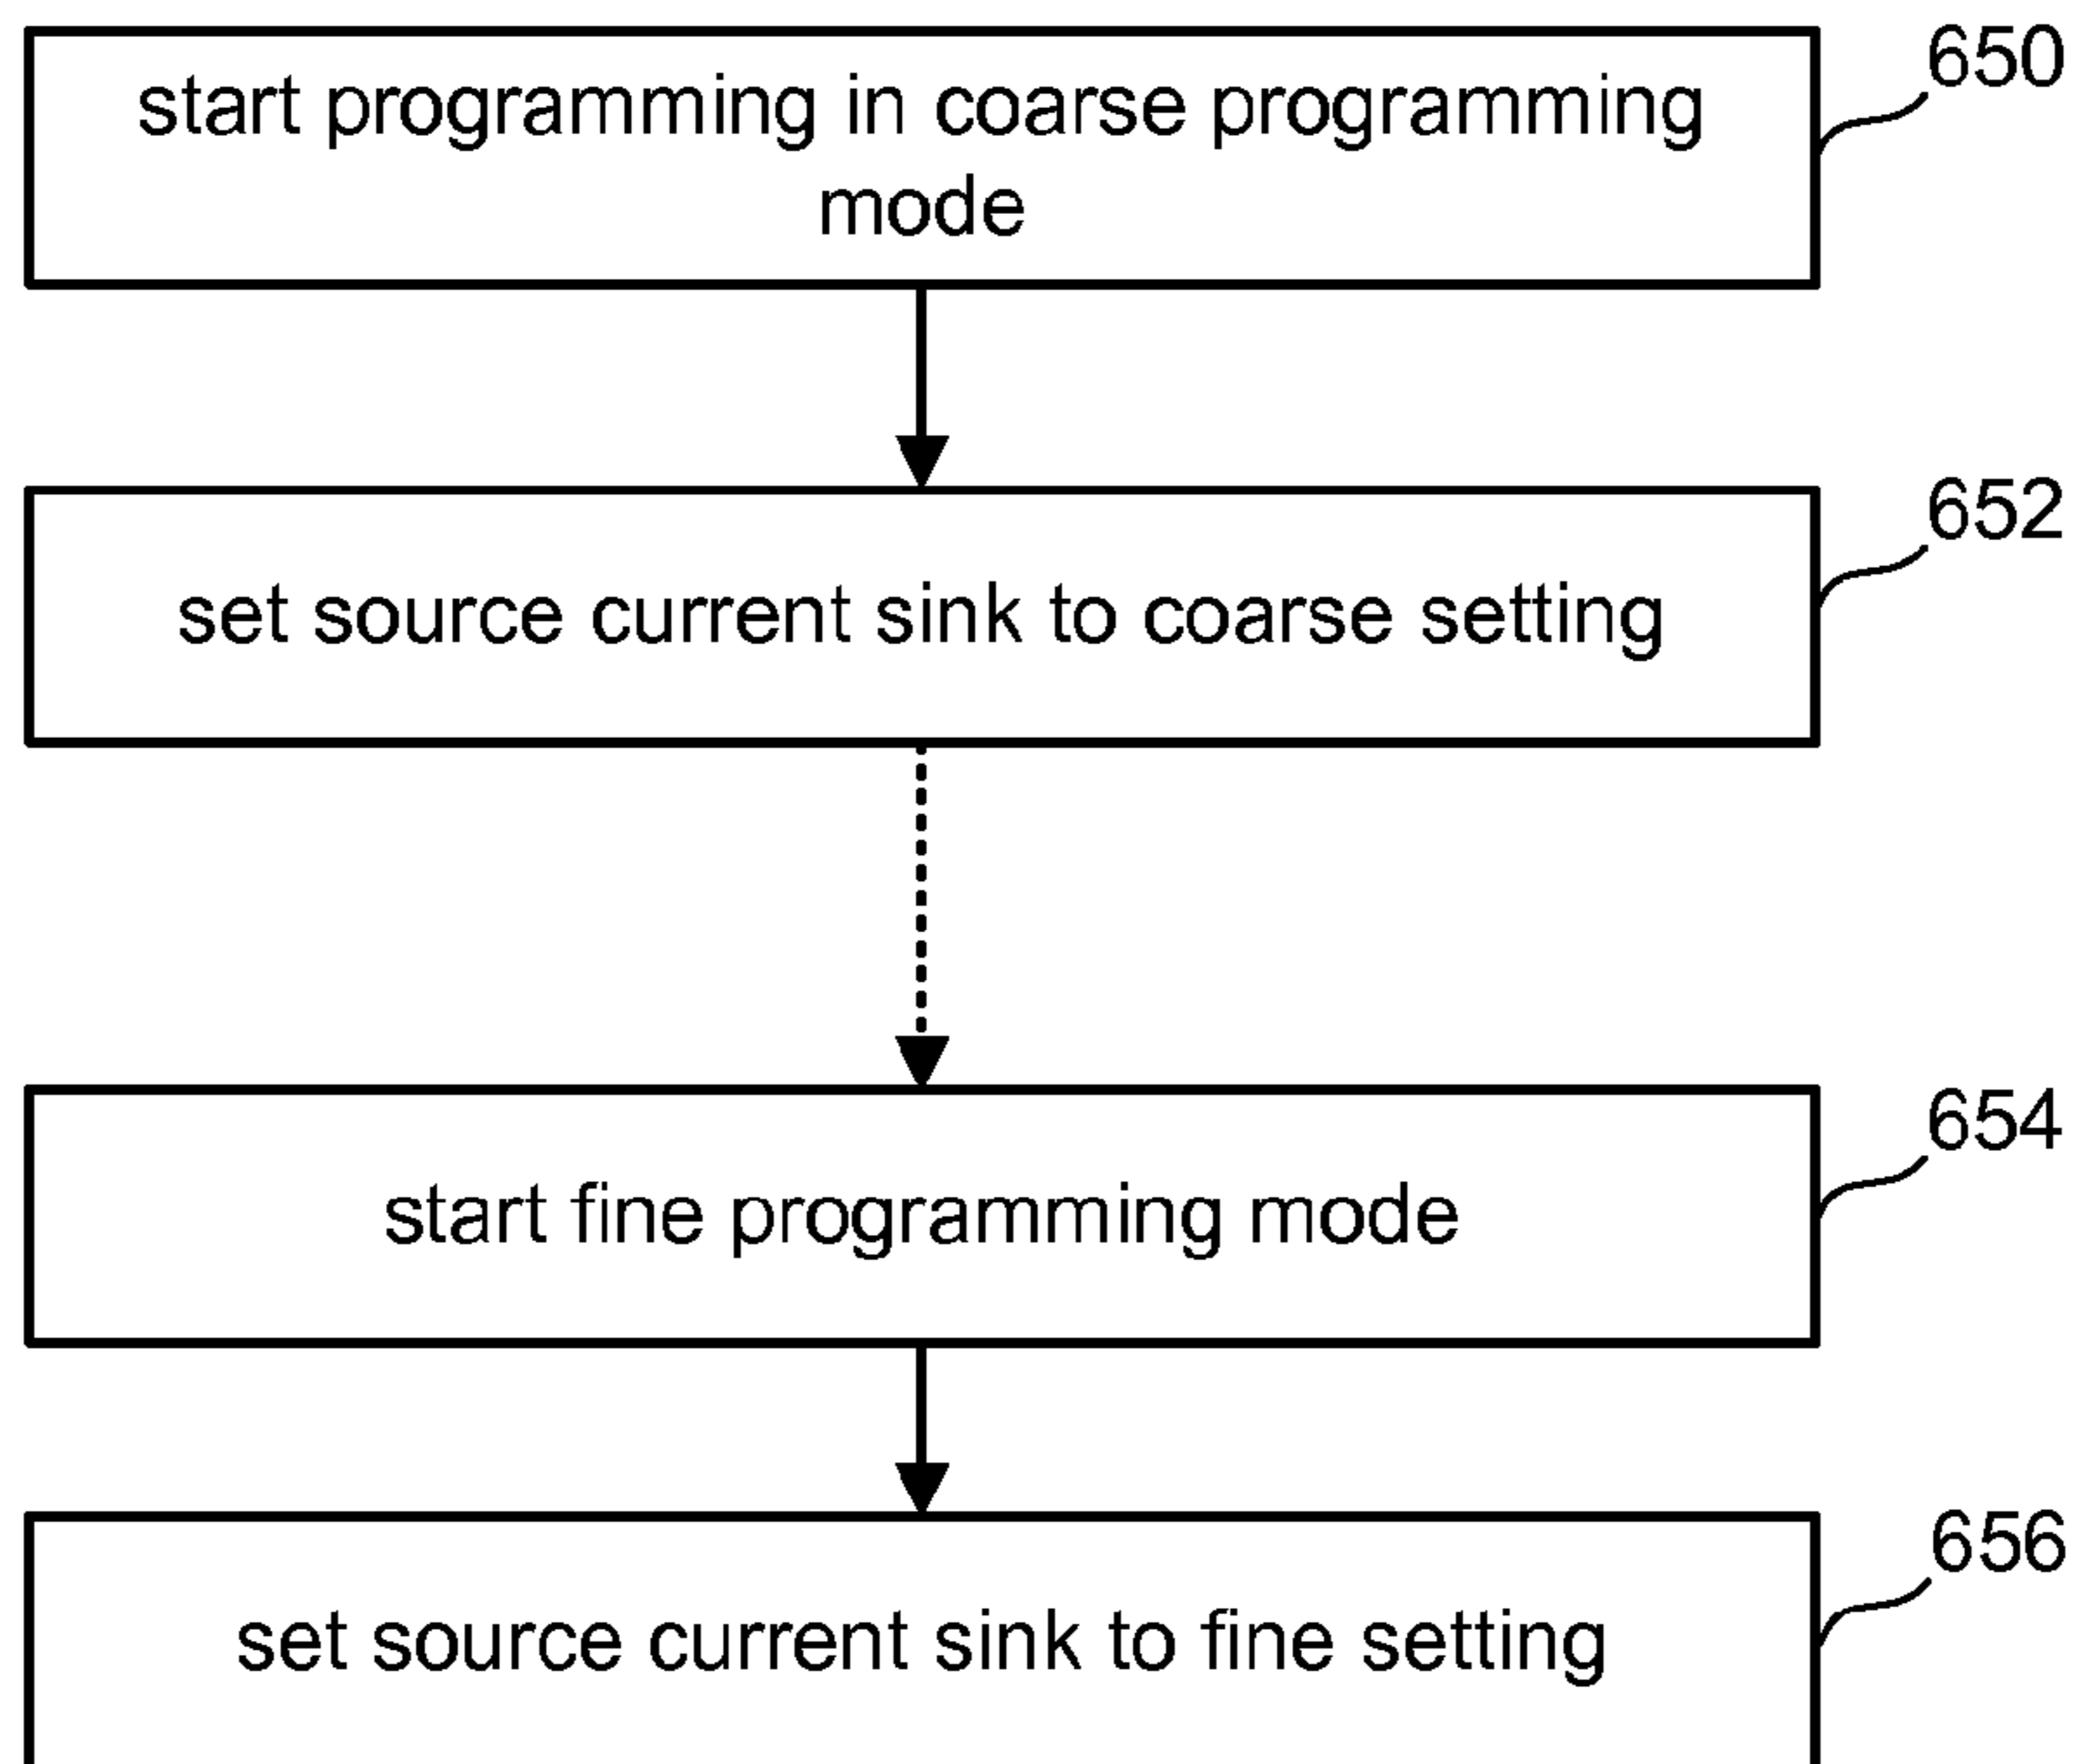 start programming in coarse programming
mode
650
set source current sink to coarse setting
652
start fine programming mode
654
set source current sink to fine setting
656